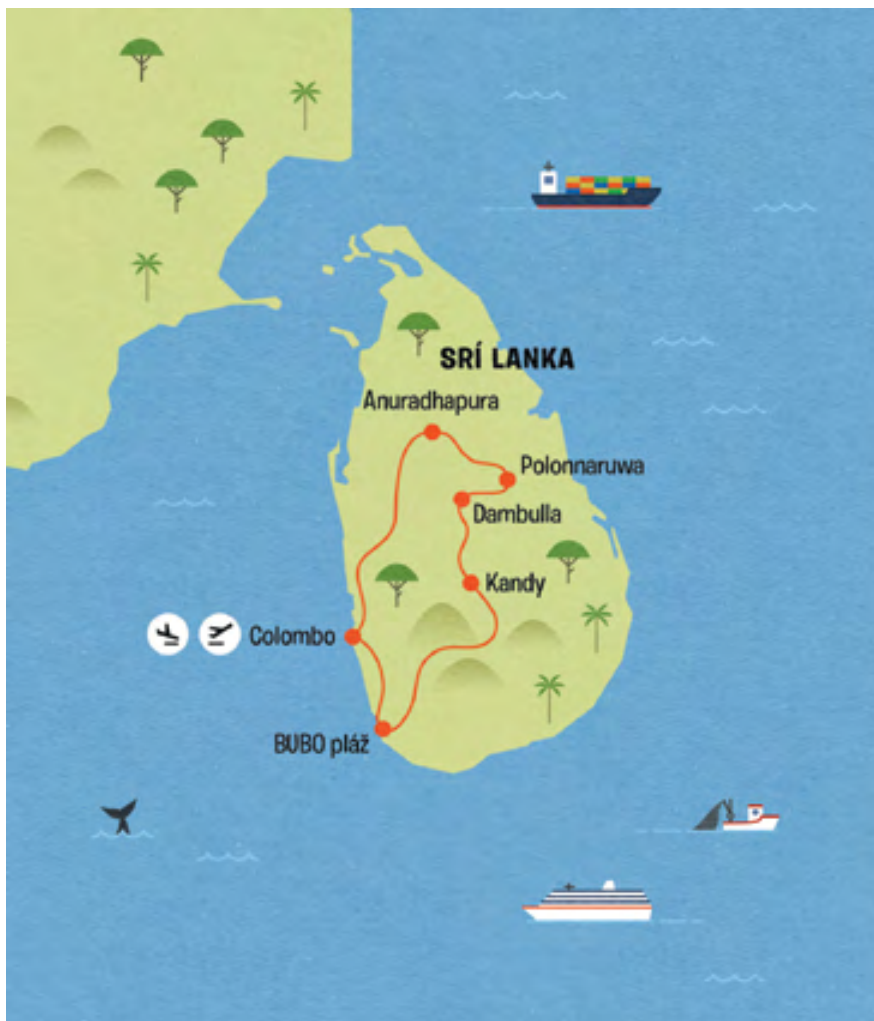 SRÍ LANKA
Anuradhapura
Polonnaruwa
Dambulla
Kandy
Colombo
BUBO pláž